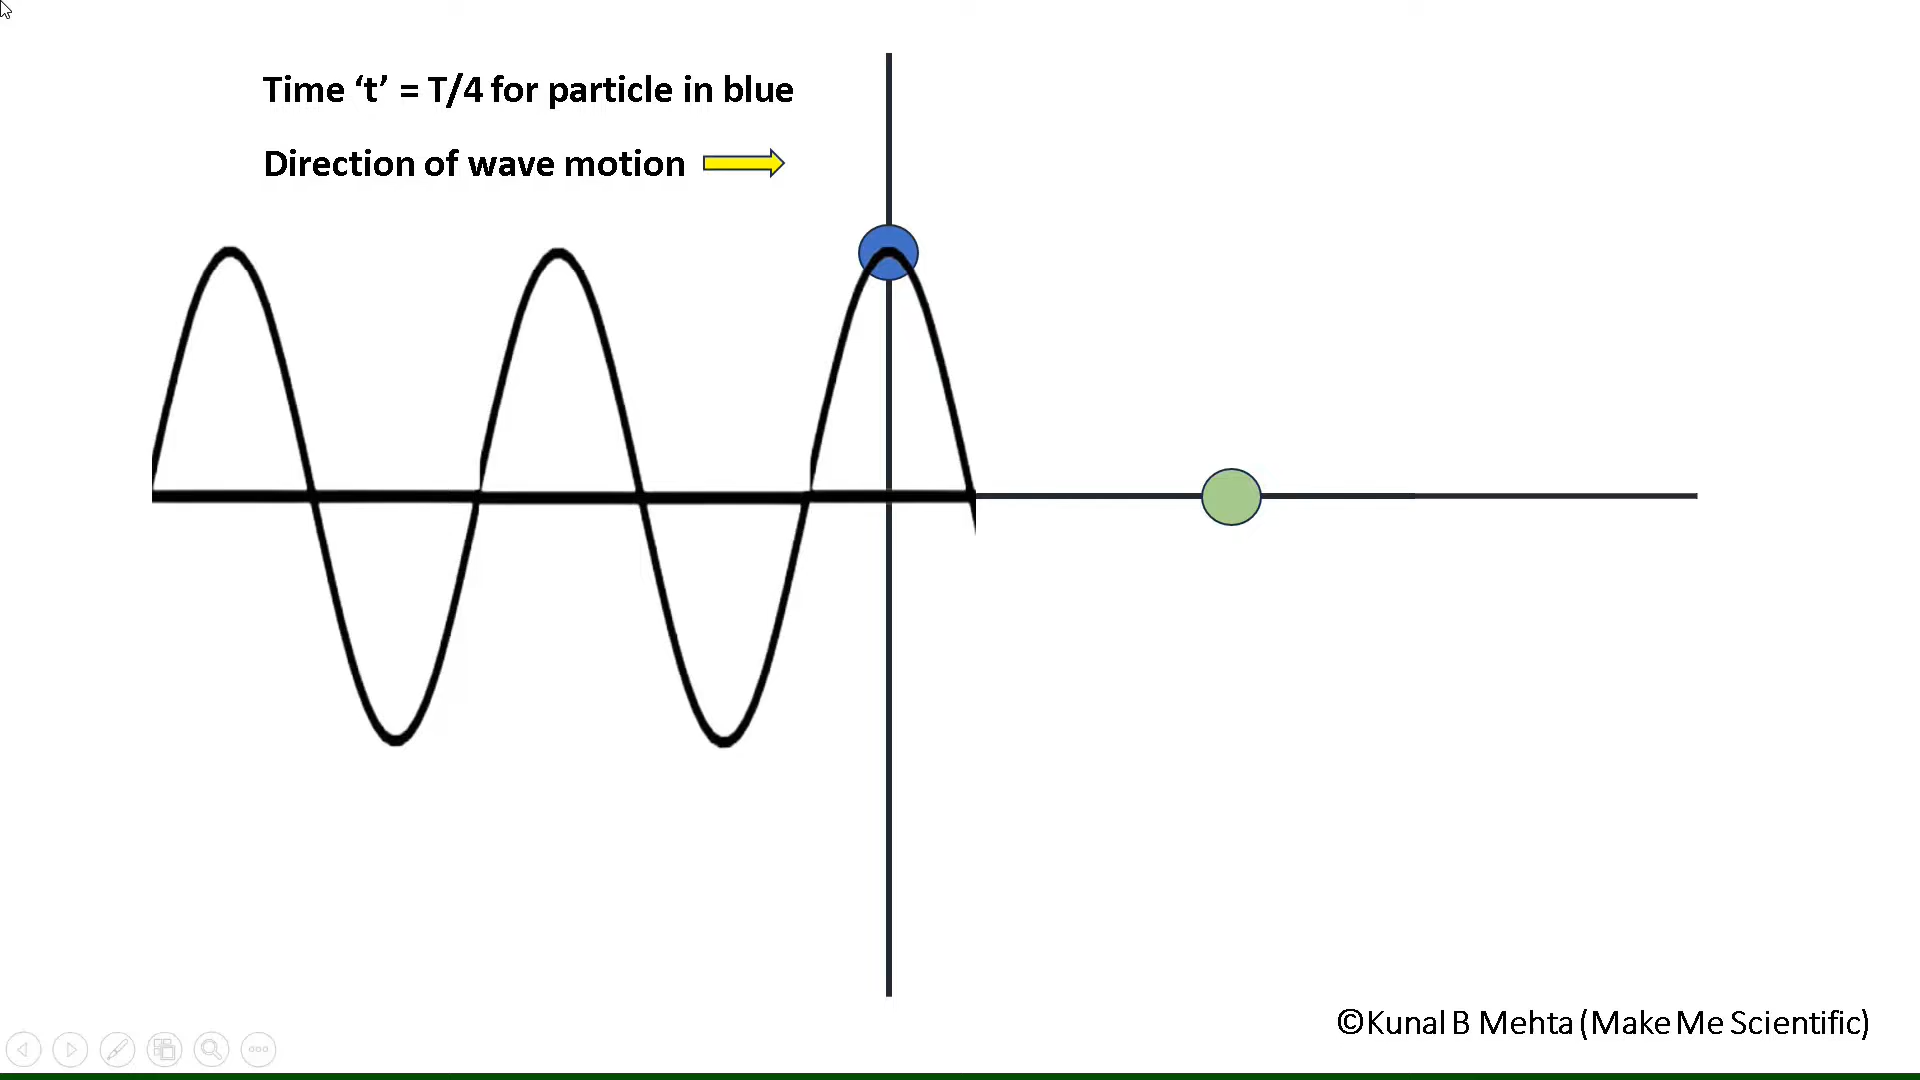 Time ‘t’ = T/4 for particle in blue
Direction of wave motion
©Kunal B Mehta (Make Me Scientific)